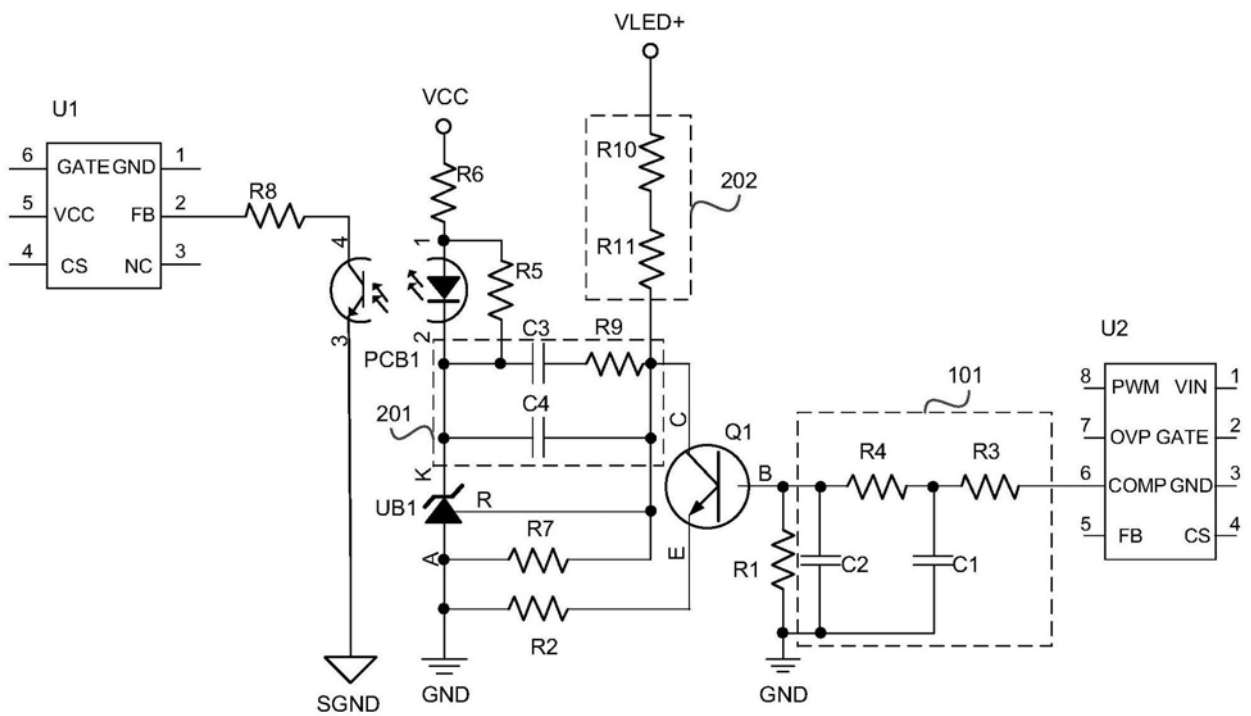 VLED+
U1
VCC
6 GATE GND 1
R10
R6
202
R8
5 VCC FB 2
4
1
R11
4 CS NC 3
R5
U2
3
2
C3
R9
PCB1
8 PWM VIN 1
101
201
C4
C
Q1
7 OVP GATE 2
R4
R3
K
B
6 COMP GND 3
UB1
R
R7
5 FB CS 4
A
E
R1
C2
C1
R2
SGND
GND
GND